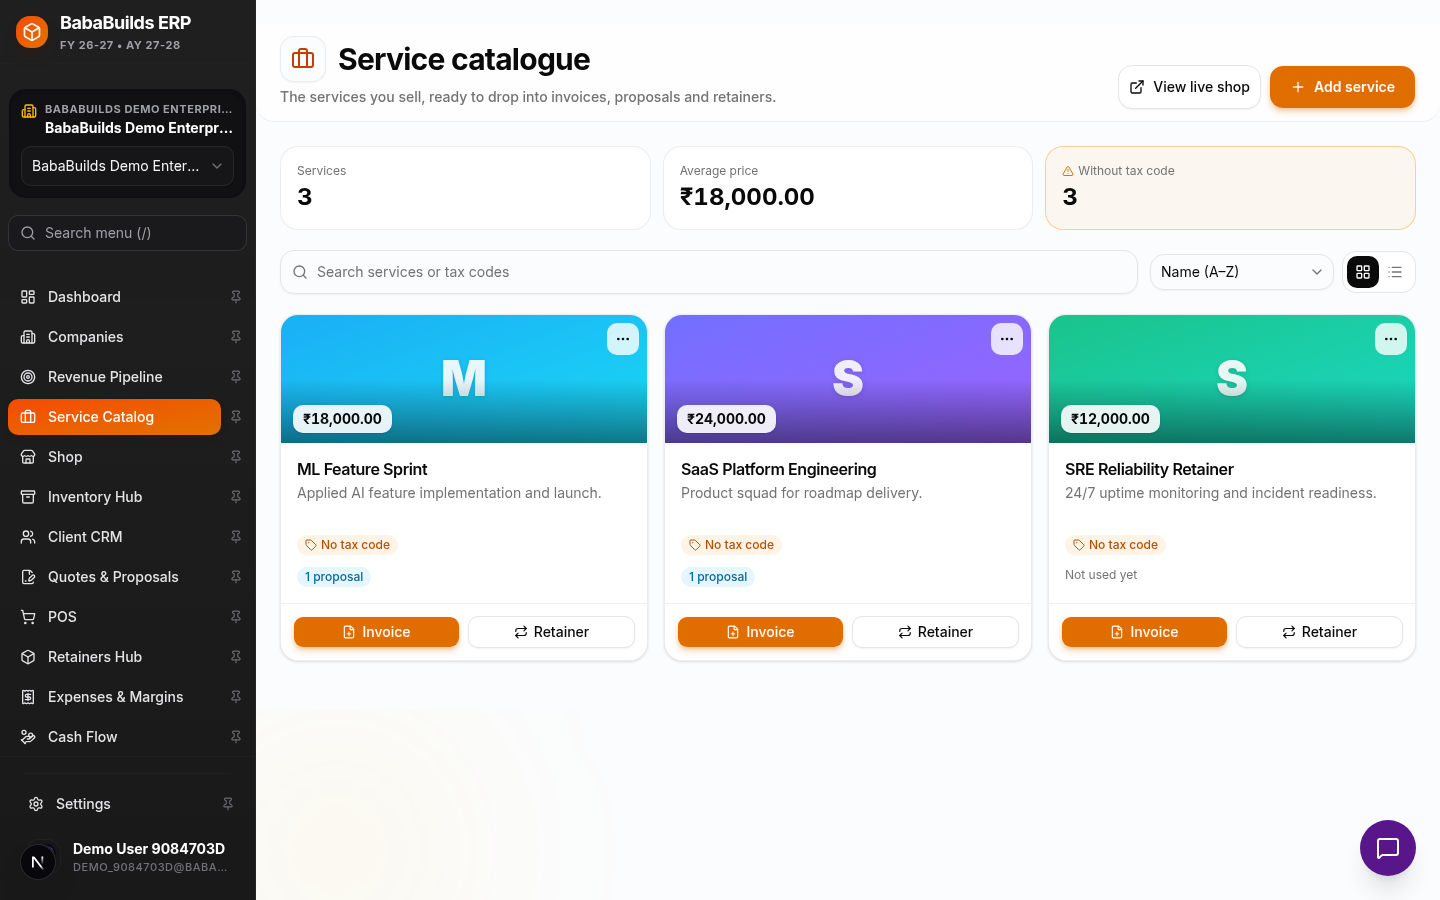 BabaBuilds ERP
FY 26-27 • AY 27-28
BABABUILDS DEMO ENTERPRI...
BabaBuilds Demo Enterpr...
BabaBuilds Demo Enter...
Search menu (/)
Dashboard
Companies
Revenue Pipeline
Service Catalog
Shop
Inventory Hub
Client CRM
Quotes & Proposals
POS
Retainers Hub
Expenses & Margins
Cash Flow
Settings
N
Demo User 9084703D
DEMO_9084703D@BABA...
Service catalogue
The services you sell, ready to drop into invoices, proposals and retainers.
View live shop
Add service
Services
3
Average price
₹18,000.00
Without tax code
3
Search services or tax codes
Name (A–Z)
M
₹18,000.00
ML Feature Sprint
Applied AI feature implementation and launch.
No tax code
1 proposal
Invoice
Retainer
S
₹24,000.00
SaaS Platform Engineering
Product squad for roadmap delivery.
No tax code
1 proposal
Invoice
Retainer
S
₹12,000.00
SRE Reliability Retainer
24/7 uptime monitoring and incident readiness.
No tax code
Not used yet
Invoice
Retainer